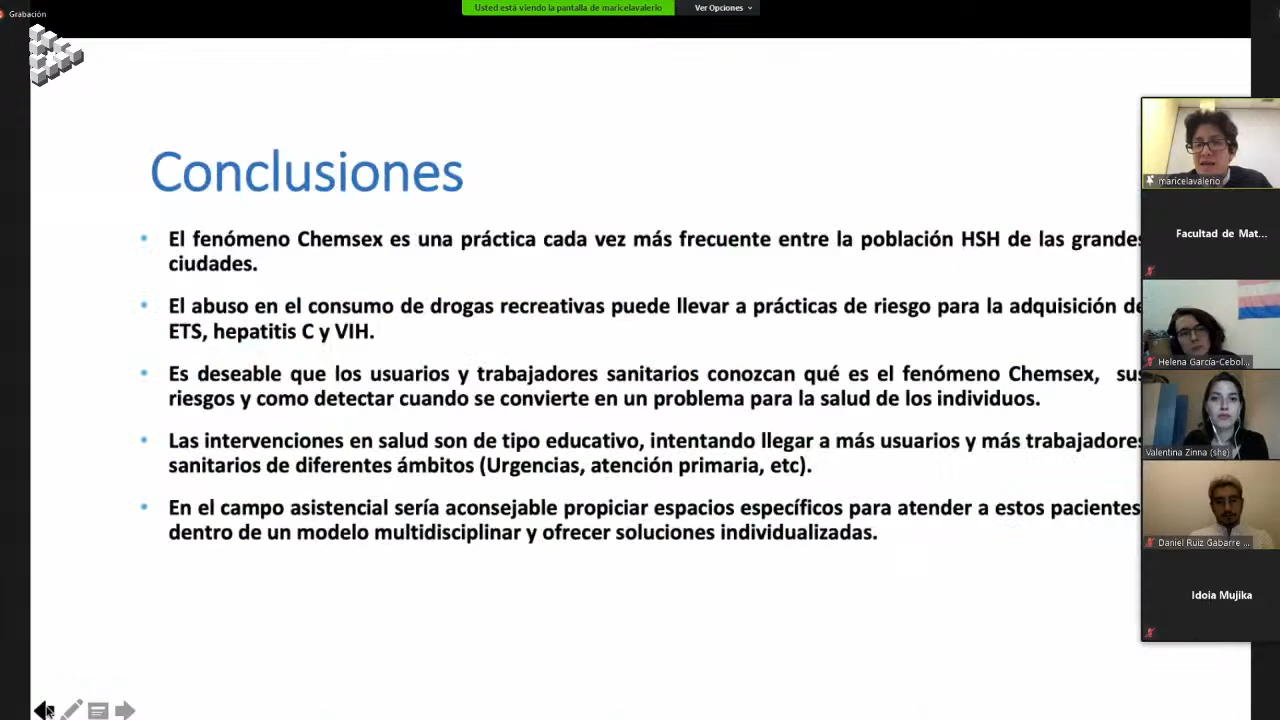 Grabación
Usted está viendo la pantalla de maricelavalerio
Ver Opciones
Conclusiones
• El fenómeno Chemsex es una práctica cada vez más frecuente entre la población HSH de las grandes
ciudades.
• El abuso en el consumo de drogas recreativas puede llevar a prácticas de riesgo para la adquisición de
ETS, hepatitis C y VIH.
• Es deseable que los usuarios y trabajadores sanitarios conozcan qué es el fenómeno Chemsex, sus
riesgos y como detectar cuando se convierte en un problema para la salud de los individuos.
• Las intervenciones en salud son de tipo educativo, intentando llegar a más usuarios y más trabajadores
sanitarios de diferentes ámbitos (Urgencias, atención primaria, etc).
• En el campo asistencial sería aconsejable propiciar espacios específicos para atender a estos pacientes
dentro de un modelo multidisciplinar y ofrecer soluciones individualizadas.
maricelavalerio
Facultad de Mat...
Helena García-Cebol...
Valentina Zinna (she)
Daniel Ruiz Gabarre ...
Idoia Mujika